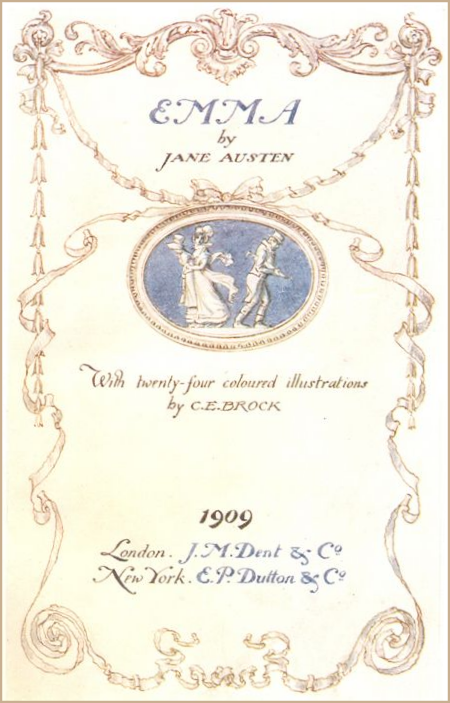 EMMA
by
JANE AUSTEN
With twenty-four coloured illustrations
by C.E.BROCK
1909
London. J.M.Dent & Cº
New York. E.P. Dutton & Cº